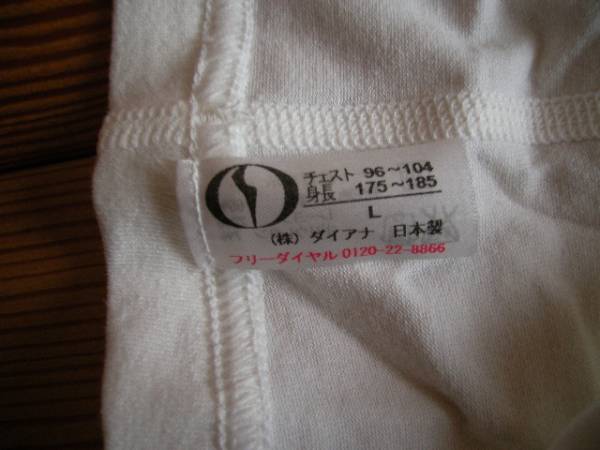 チェスト 96～104
身長 175～185
L
(株) ダイアナ 日本製
フリーダイヤル 0120-22-8866